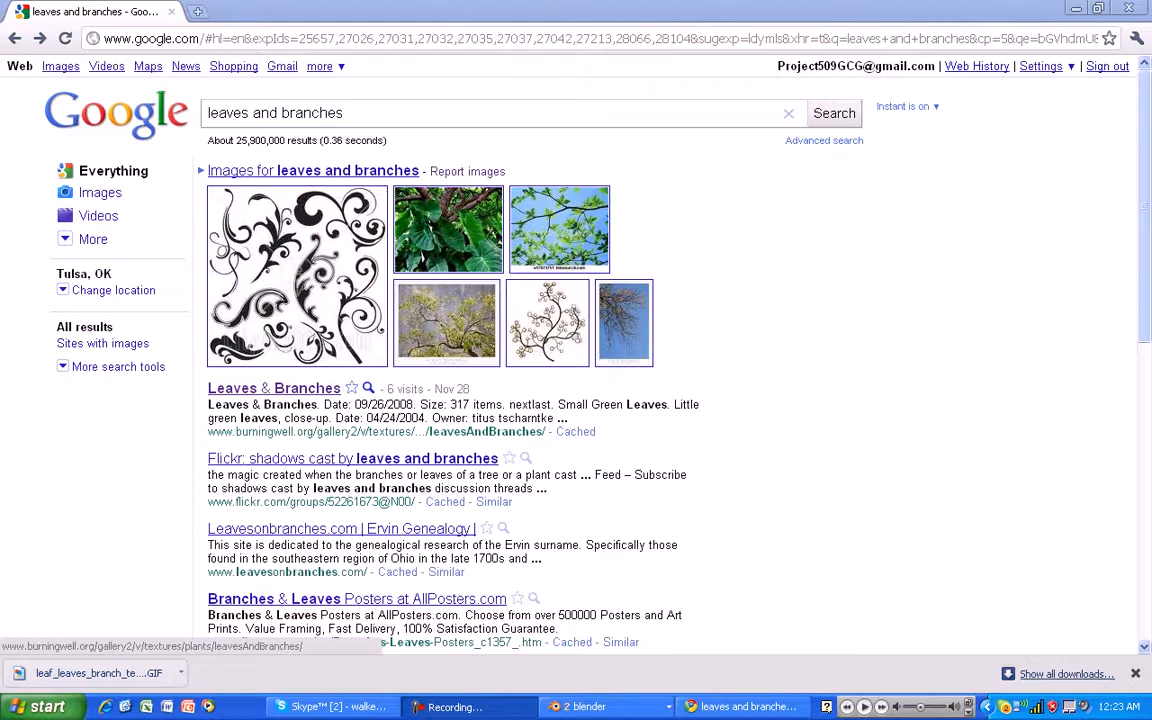 leaves and branches - Goo...
www.google.com/#hl=en&expIds=25657,27026,27031,27032,27035,27037,27042,27213,28066,28104&sugexp=ldymls&xhr=t&q=leaves+and+branches&cp=5&qe=bGVhdmU
Web Images Videos Maps News Shopping Gmail more ▼ Project509GCG@gmail.com | Web History | Settings ▼ | Sign out
Google leaves and branches Search Instant is on ▼
About 25,900,000 results (0.36 seconds) Advanced search
Everything
Images
Videos
More
Tulsa, OK
Change location
All results
Sites with images
More search tools
Images for leaves and branches - Report images
Leaves & Branches - 6 visits - Nov 28
Leaves & Branches. Date: 09/26/2008. Size: 317 items. nextlast. Small Green Leaves. Little
green leaves, close-up. Date: 04/24/2004. Owner: titus tscharntke ...
www.burningwell.org/gallery2/v/textures/.../leavesAndBranches/ - Cached
Flickr: shadows cast by leaves and branches
the magic created when the branches or leaves of a tree or a plant cast ... Feed – Subscribe
to shadows cast by leaves and branches discussion threads ...
www.flickr.com/groups/52261673@N00/ - Cached - Similar
Leavesonbranches.com | Ervin Genealogy |
This site is dedicated to the genealogical research of the Ervin surname. Specifically those
found in the southeastern region of Ohio in the late 1700s and ...
www.leavesonbranches.com/ - Cached - Similar
Branches & Leaves Posters at AllPosters.com
Branches & Leaves Posters at AllPosters.com. Choose from over 500000 Posters and Art
Prints. Value Framing, Fast Delivery, 100% Satisfaction Guarantee.
-Leaves-Posters_c1357_.htm - Cached - Similar
www.burningwell.org/gallery2/v/textures/plants/leavesAndBranches/
leaf_leaves_branch_te....GIF Show all downloads...
start Skype™ [2] - walke... Recording... 2 blender leaves and branche... 12:23 AM